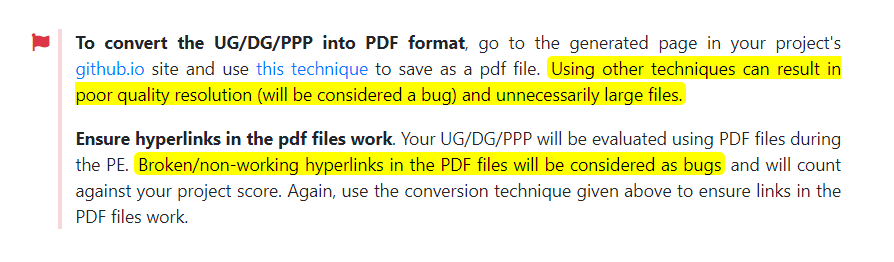 To convert the UG/DG/PPP into PDF format, go to the generated page in your project's
github.io site and use this technique to save as a pdf file. Using other techniques can result in
poor quality resolution (will be considered a bug) and unnecessarily large files.
Ensure hyperlinks in the pdf files work. Your UG/DG/PPP will be evaluated using PDF files during
the PE. Broken/non-working hyperlinks in the PDF files will be considered as bugs and will count
against your project score. Again, use the conversion technique given above to ensure links in the
PDF files work.